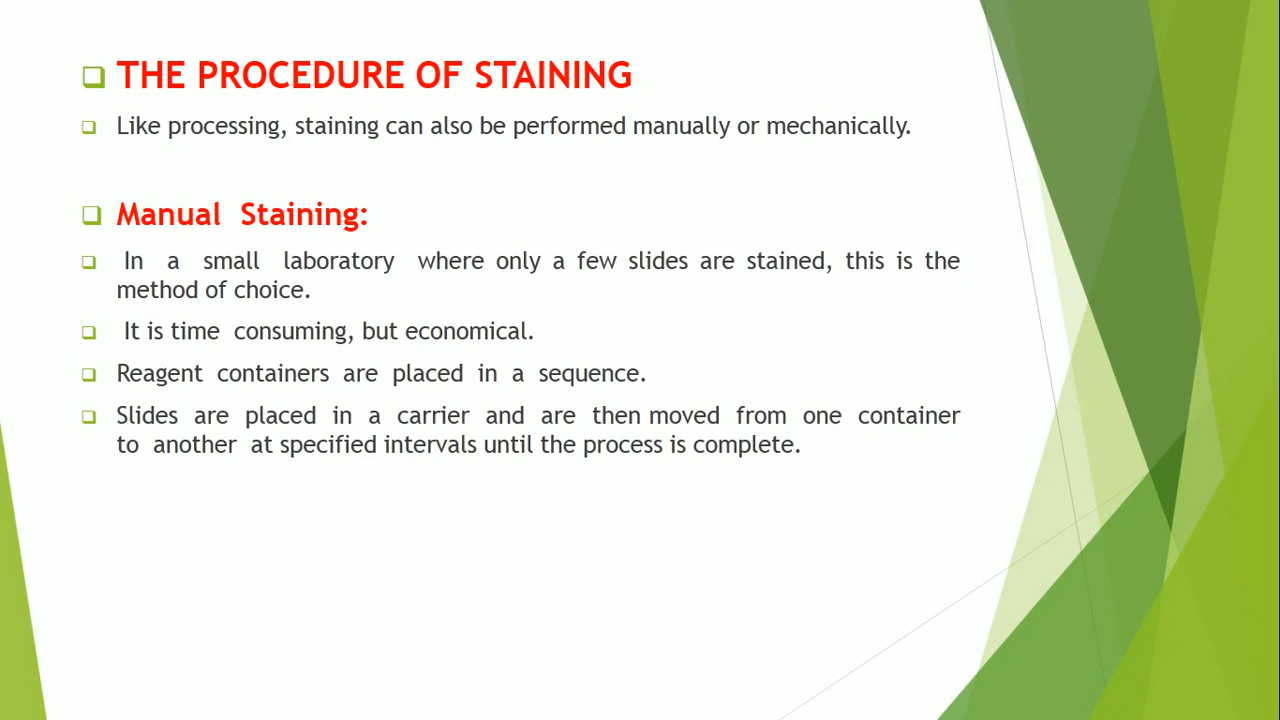 THE PROCEDURE OF STAINING
Like processing, staining can also be performed manually or mechanically.
Manual Staining:
In a small laboratory where only a few slides are stained, this is the
method of choice.
It is time consuming, but economical.
Reagent containers are placed in a sequence.
Slides are placed in a carrier and are then moved from one container
to another at specified intervals until the process is complete.